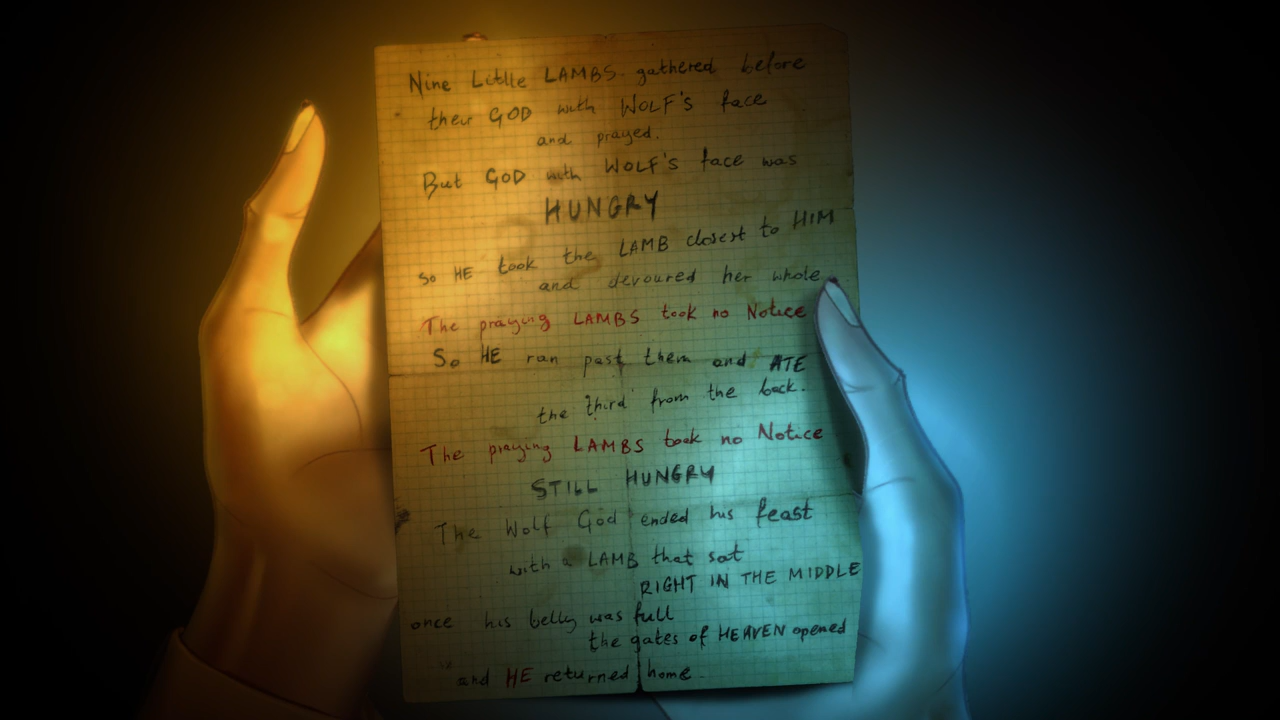 Nine Little LAMBS gathered before
their GOD with WOLF'S face
and prayed.
But GOD with WOLF'S face was
HUNGRY
so HE took the LAMB closest to HIM
and devoured her whole.
The praying LAMBS took no Notice
So HE ran past them and ATE
the third from the back.
The praying LAMBS took no Notice
STILL HUNGRY
The Wolf God ended his feast
with a LAMB that sat
RIGHT IN THE MIDDLE
once his belly was full
the gates of HEAVEN opened
and HE returned home.